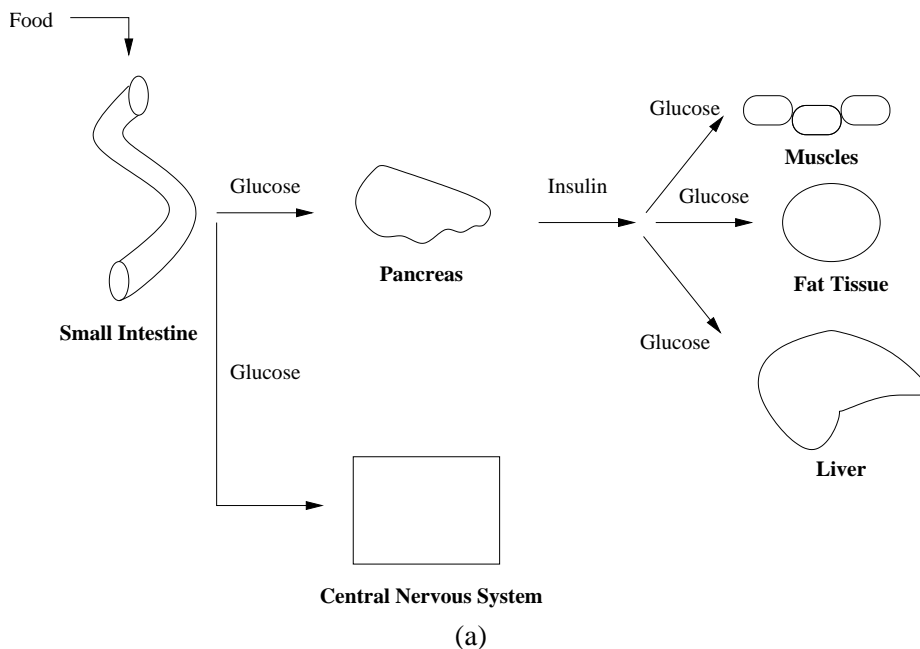 Food
Glucose
Muscles
Glucose
Insulin
Glucose
Pancreas
Fat Tissue
Small Intestine
Glucose
Glucose
Liver
Central Nervous System
(a)